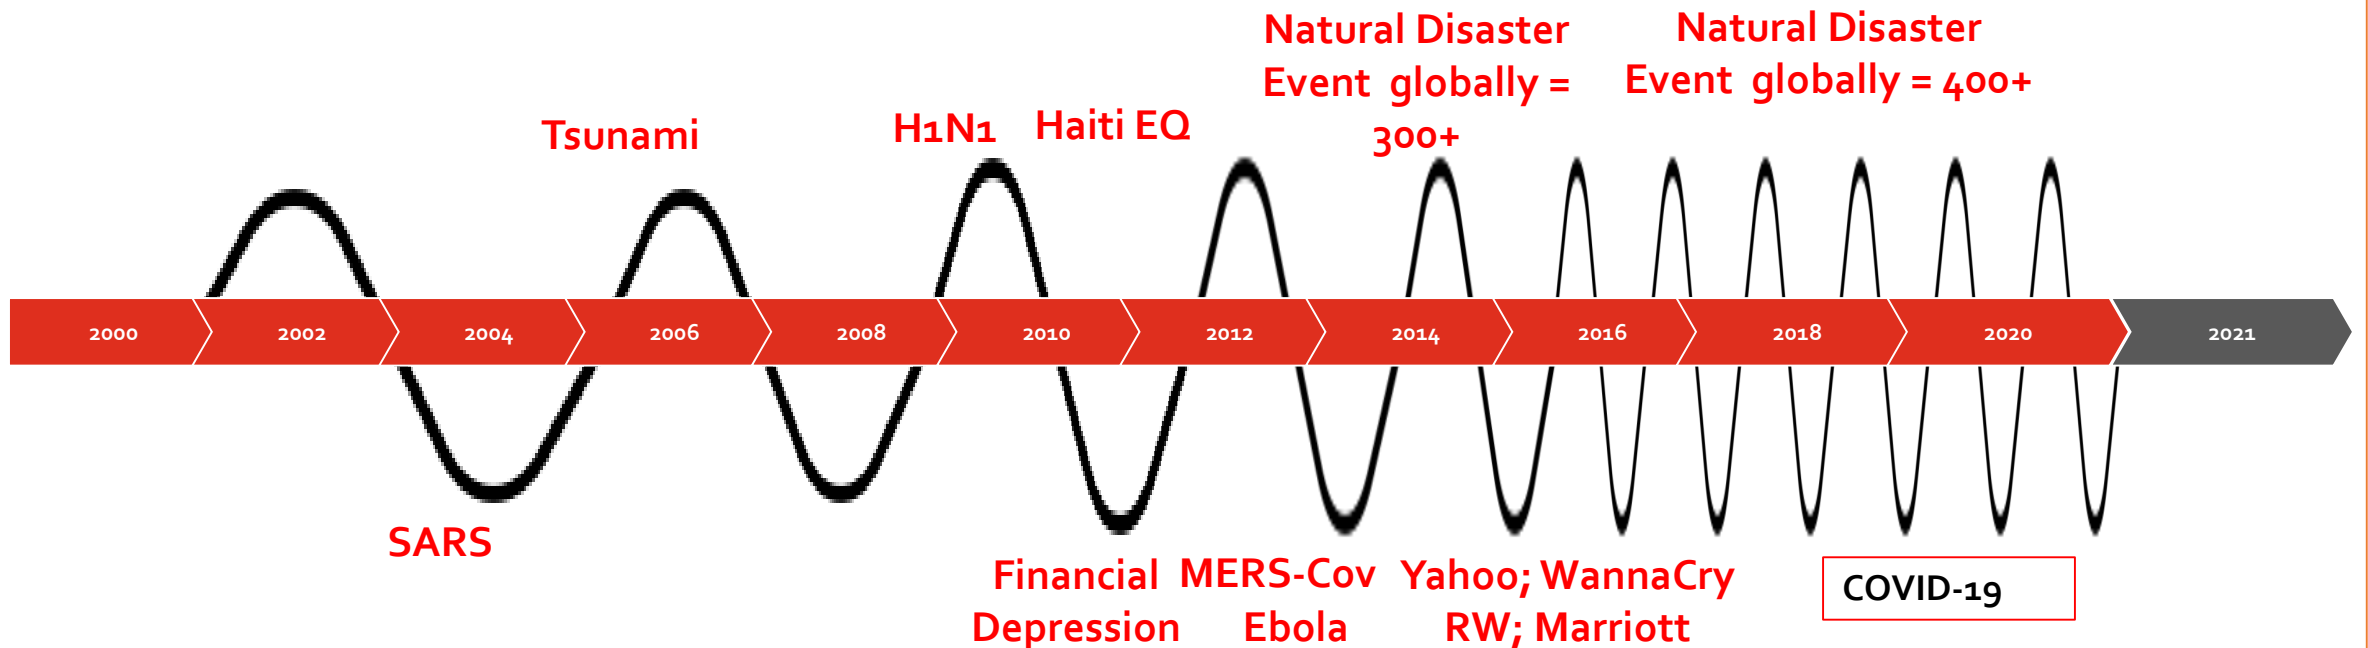 Natural Disaster
Event globally =
300+
Natural Disaster
Event globally = 400+
Tsunami
H1N1
Haiti EQ
2000
2002
2004
2006
2008
2010
2012
2014
2016
2018
2020
2021
SARS
Financial
Depression
MERS-Cov
Ebola
Yahoo; WannaCry
RW; Marriott
COVID-19